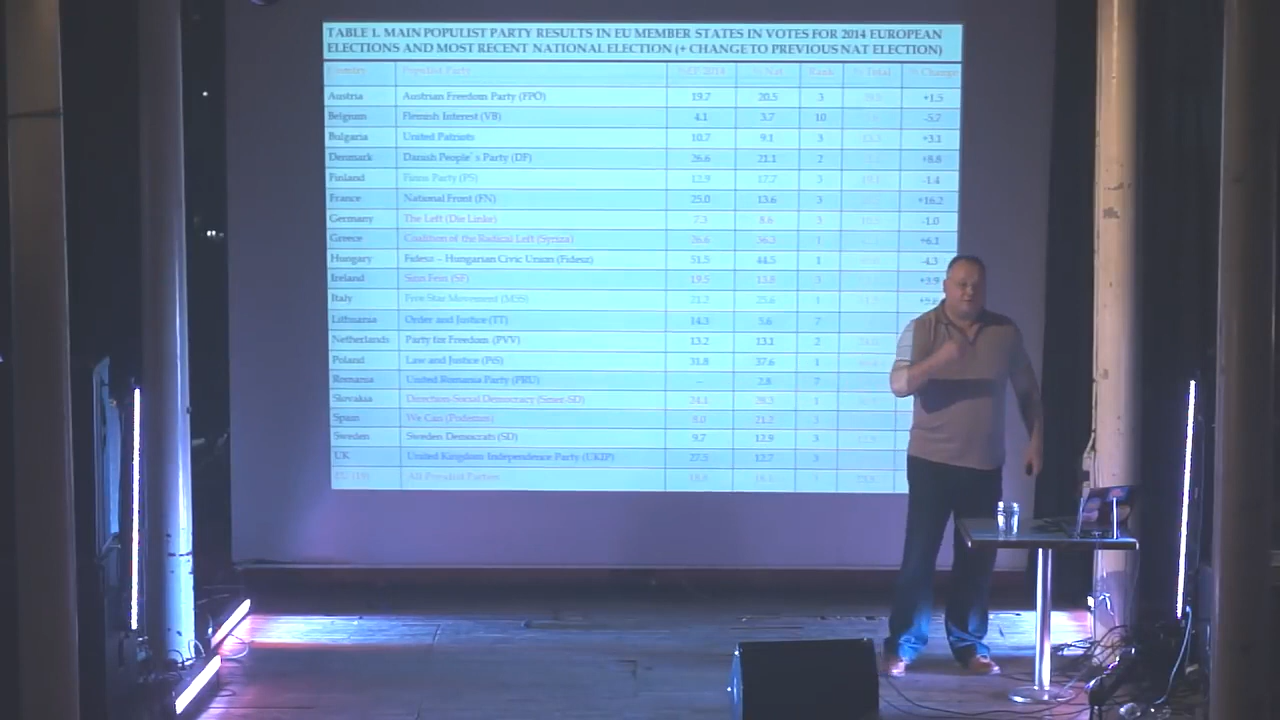 TABLE 1. MAIN POPULIST PARTY RESULTS IN EU MEMBER STATES IN VOTES FOR 2014 EUROPEAN
ELECTIONS AND MOST RECENT NATIONAL ELECTION (+ CHANGE TO PREVIOUS NAT ELECTION)
Country Populist Party % EP 2014 % Nat Rank % Total % Change
Austria Austrian Freedom Party (FPÖ) 19.7 20.5 3 +1.5
Belgium Flemish Interest (VB) 4.1 3.7 10 -5.7
Bulgaria United Patriots 10.7 9.1 3 +3.1
Denmark Danish People's Party (DF) 26.6 21.1 2 +8.8
Finland Finns Party (PS) 12.9 17.7 3 -1.4
France National Front (FN) 25.0 13.6 3 +16.2
Germany The Left (Die Linke) 7.3 8.6 3 -1.0
Greece Coalition of the Radical Left (Syriza) 26.6 36.3 1 +6.1
Hungary Fidesz – Hungarian Civic Union (Fidesz) 51.5 44.5 1 -4.3
Ireland Sinn Fein (SF) 19.5 13.8 3 +3.9
Italy Five Star Movement (M5S) 21.2 25.6 1
Lithuania Order and Justice (TT) 14.3 5.6 7
Netherlands Party for Freedom (PVV) 13.2 13.1 2
Poland Law and Justice (PiS) 31.8 37.6 1
Romania United Romania Party (PRU) – 2.8 7
Slovakia Direction-Social Democracy (Smer-SD) 24.1 28.3 1
Spain We Can (Podemos) 8.0 21.2 3
Sweden Sweden Democrats (SD) 9.7 12.9 3
UK United Kingdom Independence Party (UKIP) 27.5 12.7 3
All Populist Parties